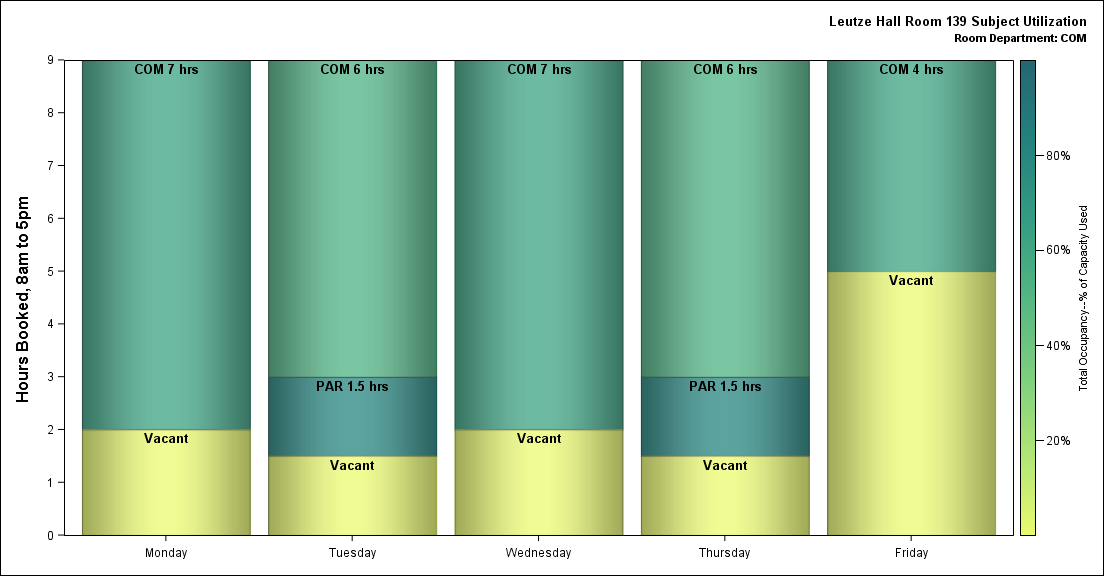 Leutze Hall Room 139 Subject Utilization
Room Department: COM
Hours Booked, 8am to 5pm
9
8
7
6
5
4
3
2
1
0
COM 7 hrs
Vacant
COM 6 hrs
PAR 1.5 hrs
Vacant
COM 7 hrs
Vacant
COM 6 hrs
PAR 1.5 hrs
Vacant
COM 4 hrs
Vacant
Monday
Tuesday
Wednesday
Thursday
Friday
80%
60%
40%
20%
Total Occupancy--% of Capacity Used